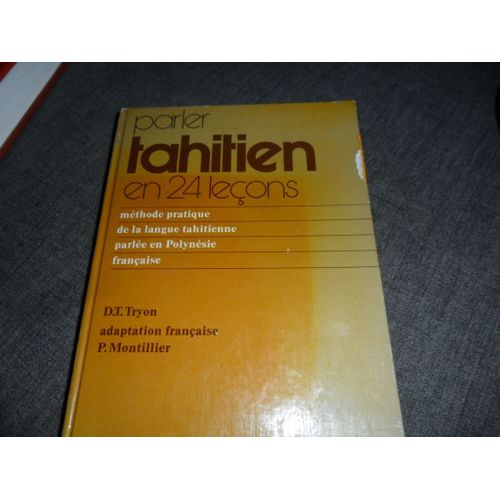 parler
tahitien
en 24 leçons
méthode pratique
de la langue tahitienne
parlée en Polynésie
française
D.T. Tryon
adaptation française
P. Montillier